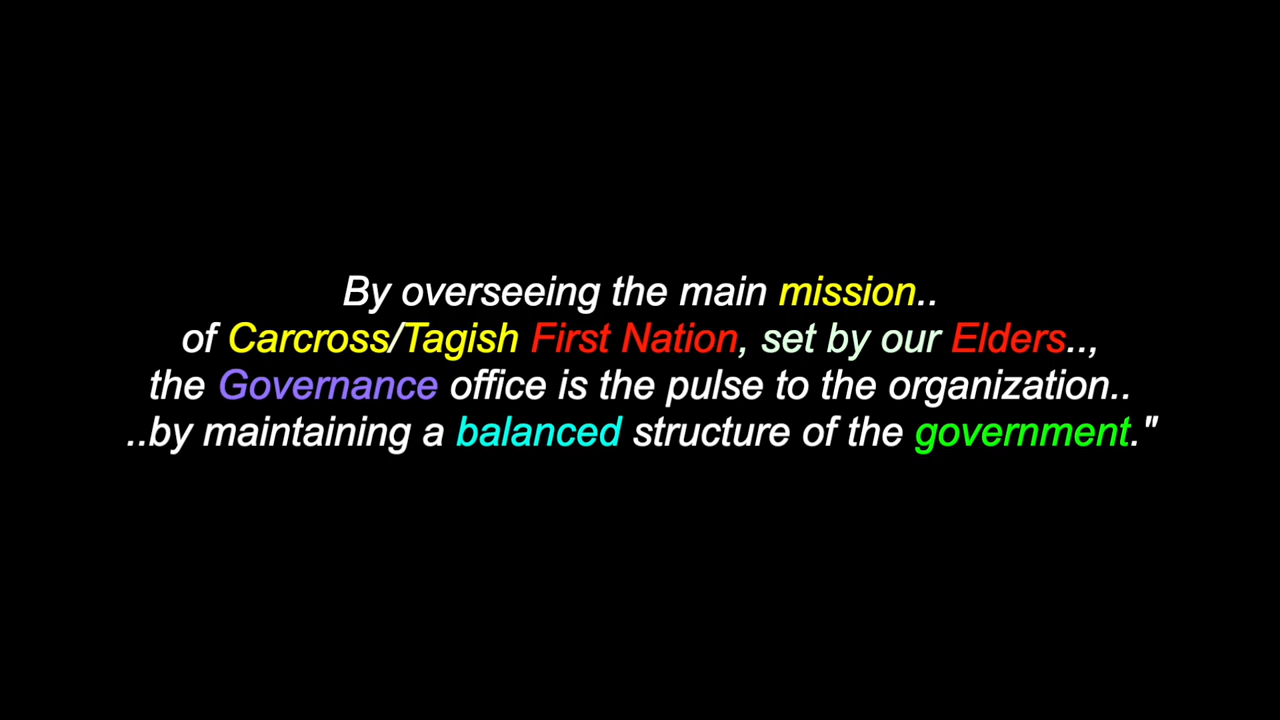 By overseeing the main mission..
of Carcross/Tagish First Nation, set by our Elders..,
the Governance office is the pulse to the organization..
..by maintaining a balanced structure of the government."